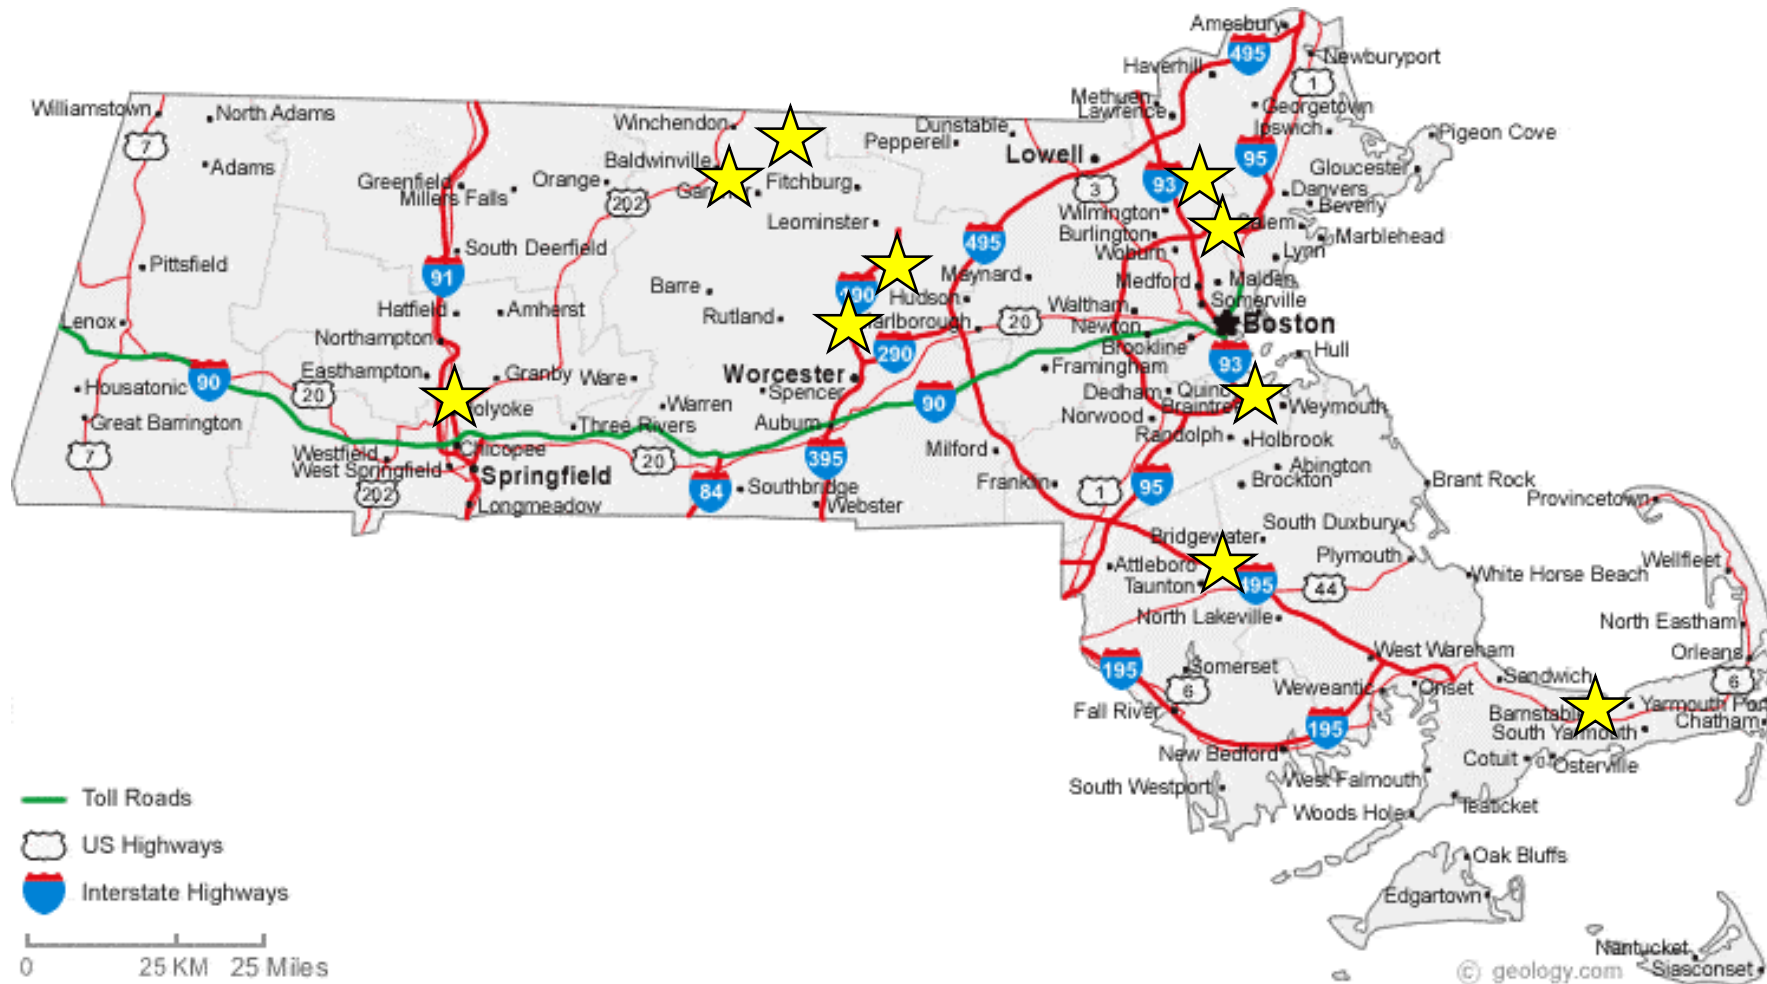 Amesbury
495
Newburyport
Haverhill
1
Methuen
Lawrence
Georgetown
Ipswich
Pigeon Cove
Williamstown
North Adams
7
Adams
Winchendon
Dunstable
Pepperell
Lowell
95
Gloucester
Baldwinville
Greenfield
Millers Falls
Orange
202
Fitchburg
3
93
Danvers
Beverly
Wilmington
Leominster
Burlington
Woburn
Marblehead
Lynn
South Deerfield
495
Pittsfield
91
Barre
Maynard
Medford
Malden
Hudson
Somerville
Hatfield
Amherst
Rutland
Waltham
20
Newton
Boston
Lenox
Northampton
Brookline
290
93
Hull
Easthampton
Granby
Ware
Worcester
Spencer
Framingham
Dedham
Housatonic
90
20
90
Warren
Norwood
Weymouth
Great Barrington
Three Rivers
Auburn
Randolph
Holbrook
7
Westfield
Chicopee
West Springfield
Springfield
20
395
Milford
Abington
202
84
Southbridge
Franklin
1
95
Brockton
Brant Rock
Longmeadow
Webster
Provincetown
South Duxbury
Bridgewater
Plymouth
Attleboro
Taunton
44
White Horse Beach
Wellfleet
North Lakeville
North Eastham
195
Somerset
6
West Wareham
Orleans
Weweantic
Onset
Sandwich
6
Fall River
195
Chatham
South Yarmouth
New Bedford
Cotuit
Osterville
South Westport
West Falmouth
Teaticket
Woods Hole
Toll Roads
US Highways
Interstate Highways
Oak Bluffs
Edgartown
0 25 KM 25 Miles
Nantucket
Siasconset
© geology.com